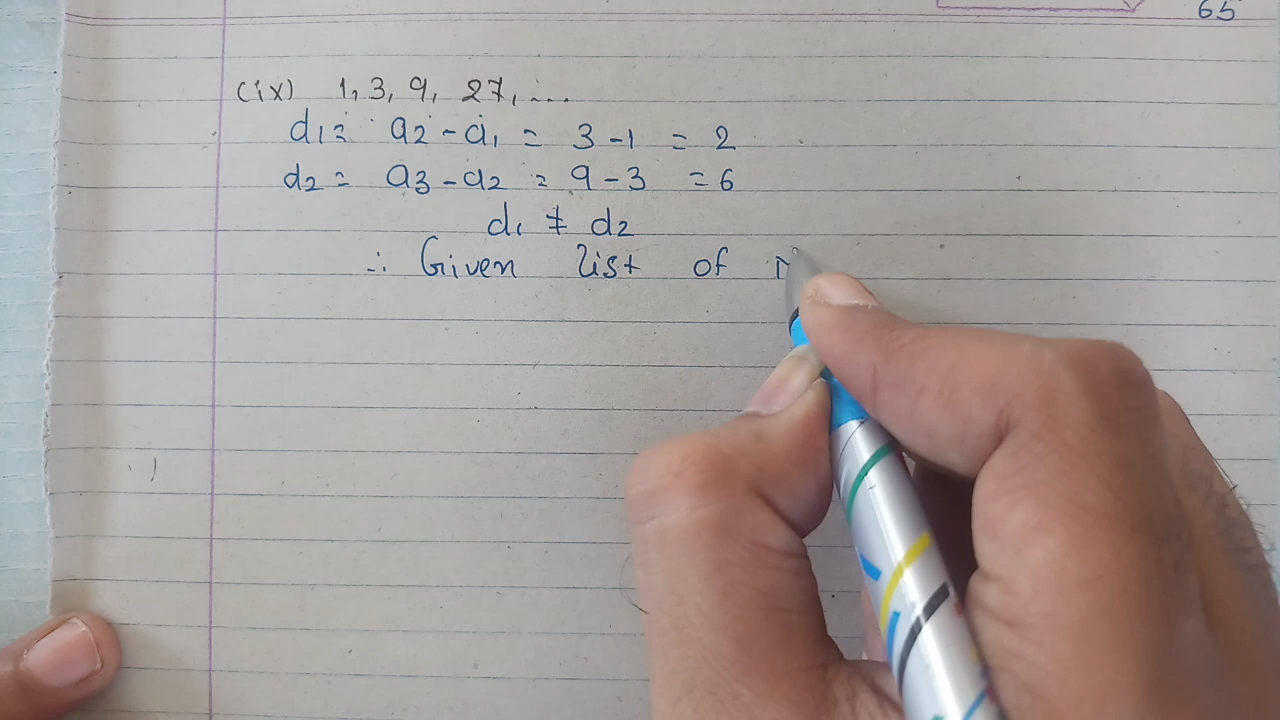 65
(ix) 1, 3, 9, 27, ...
d1 = a2 - a1 = 3 - 1 = 2
d2 = a3 - a2 = 9 - 3 = 6
d1 ≠ d2
∴ Given list of